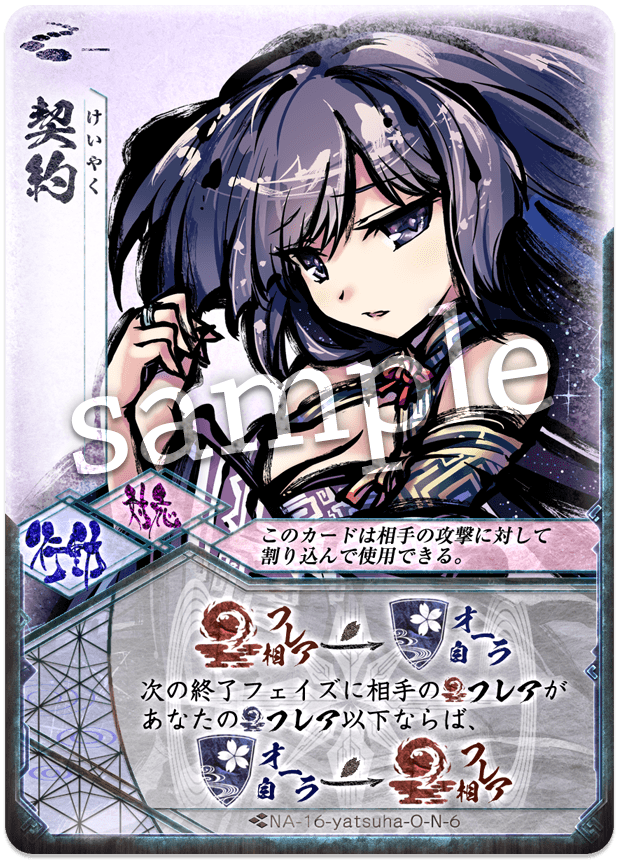 契約
けいやく
sample
対応
行動
このカードは相手の攻撃に対して
割り込んで使用できる。
相フレア → 自オーラ
次の終了フェイズに相手のフレアが
あなたのフレア以下ならば、
自オーラ → 相フレア
NA-16-yatsuha-O-N-6